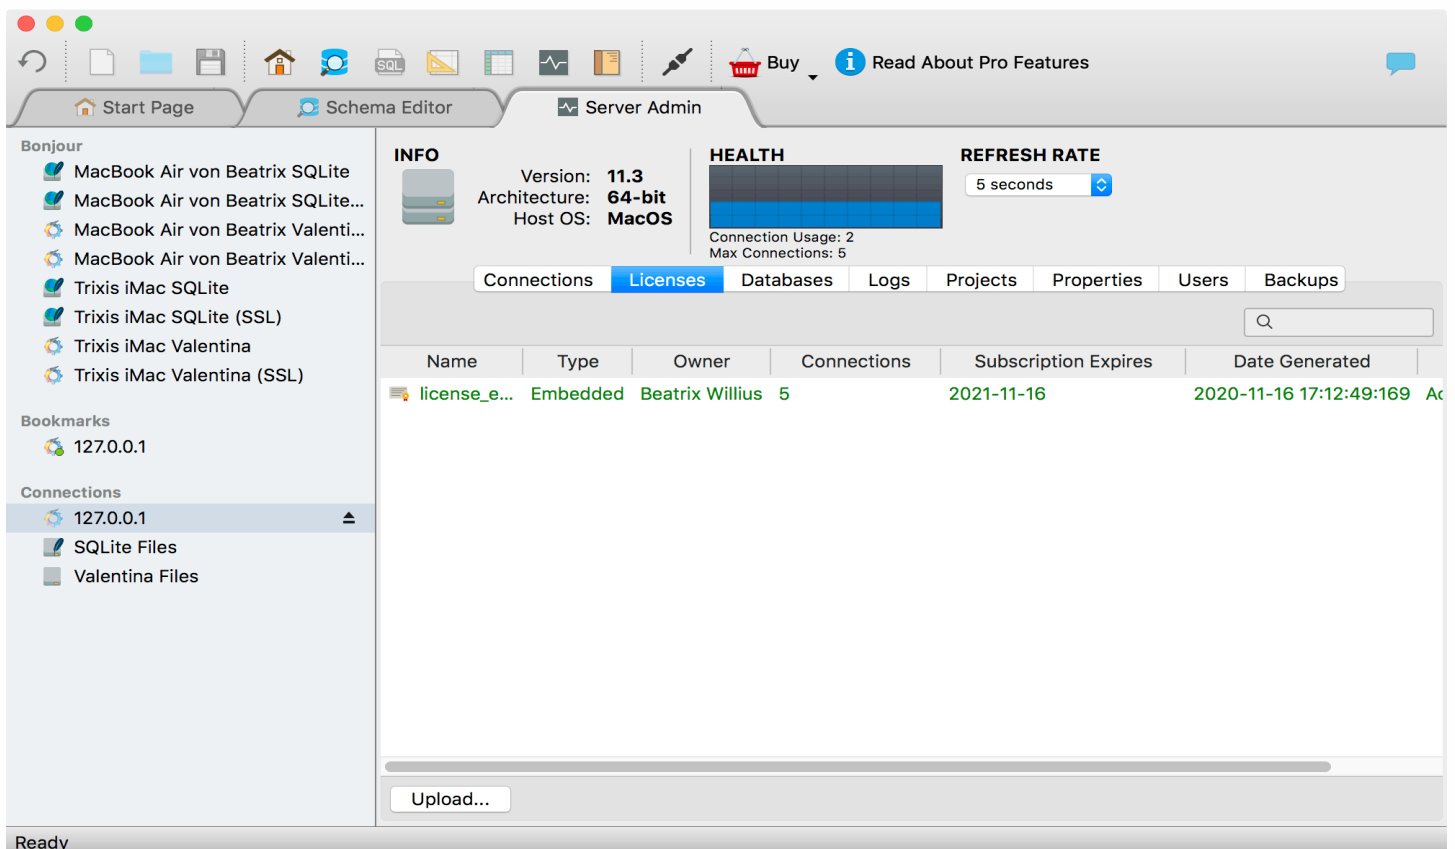 SQL
Buy
Read About Pro Features
Start Page
Schema Editor
Server Admin
Bonjour
MacBook Air von Beatrix SQLite
MacBook Air von Beatrix SQLite...
MacBook Air von Beatrix Valenti...
MacBook Air von Beatrix Valenti...
Trixis iMac SQLite
Trixis iMac SQLite (SSL)
Trixis iMac Valentina
Trixis iMac Valentina (SSL)
Bookmarks
127.0.0.1
Connections
127.0.0.1
SQLite Files
Valentina Files
INFO
Version: 11.3
Architecture: 64-bit
Host OS: MacOS
HEALTH
Connection Usage: 2
Max Connections: 5
REFRESH RATE
5 seconds
Connections Licenses Databases Logs Projects Properties Users Backups
Name Type Owner Connections Subscription Expires Date Generated
license_e... Embedded Beatrix Willius 5 2021-11-16 2020-11-16 17:12:49:169
Upload...
Ready